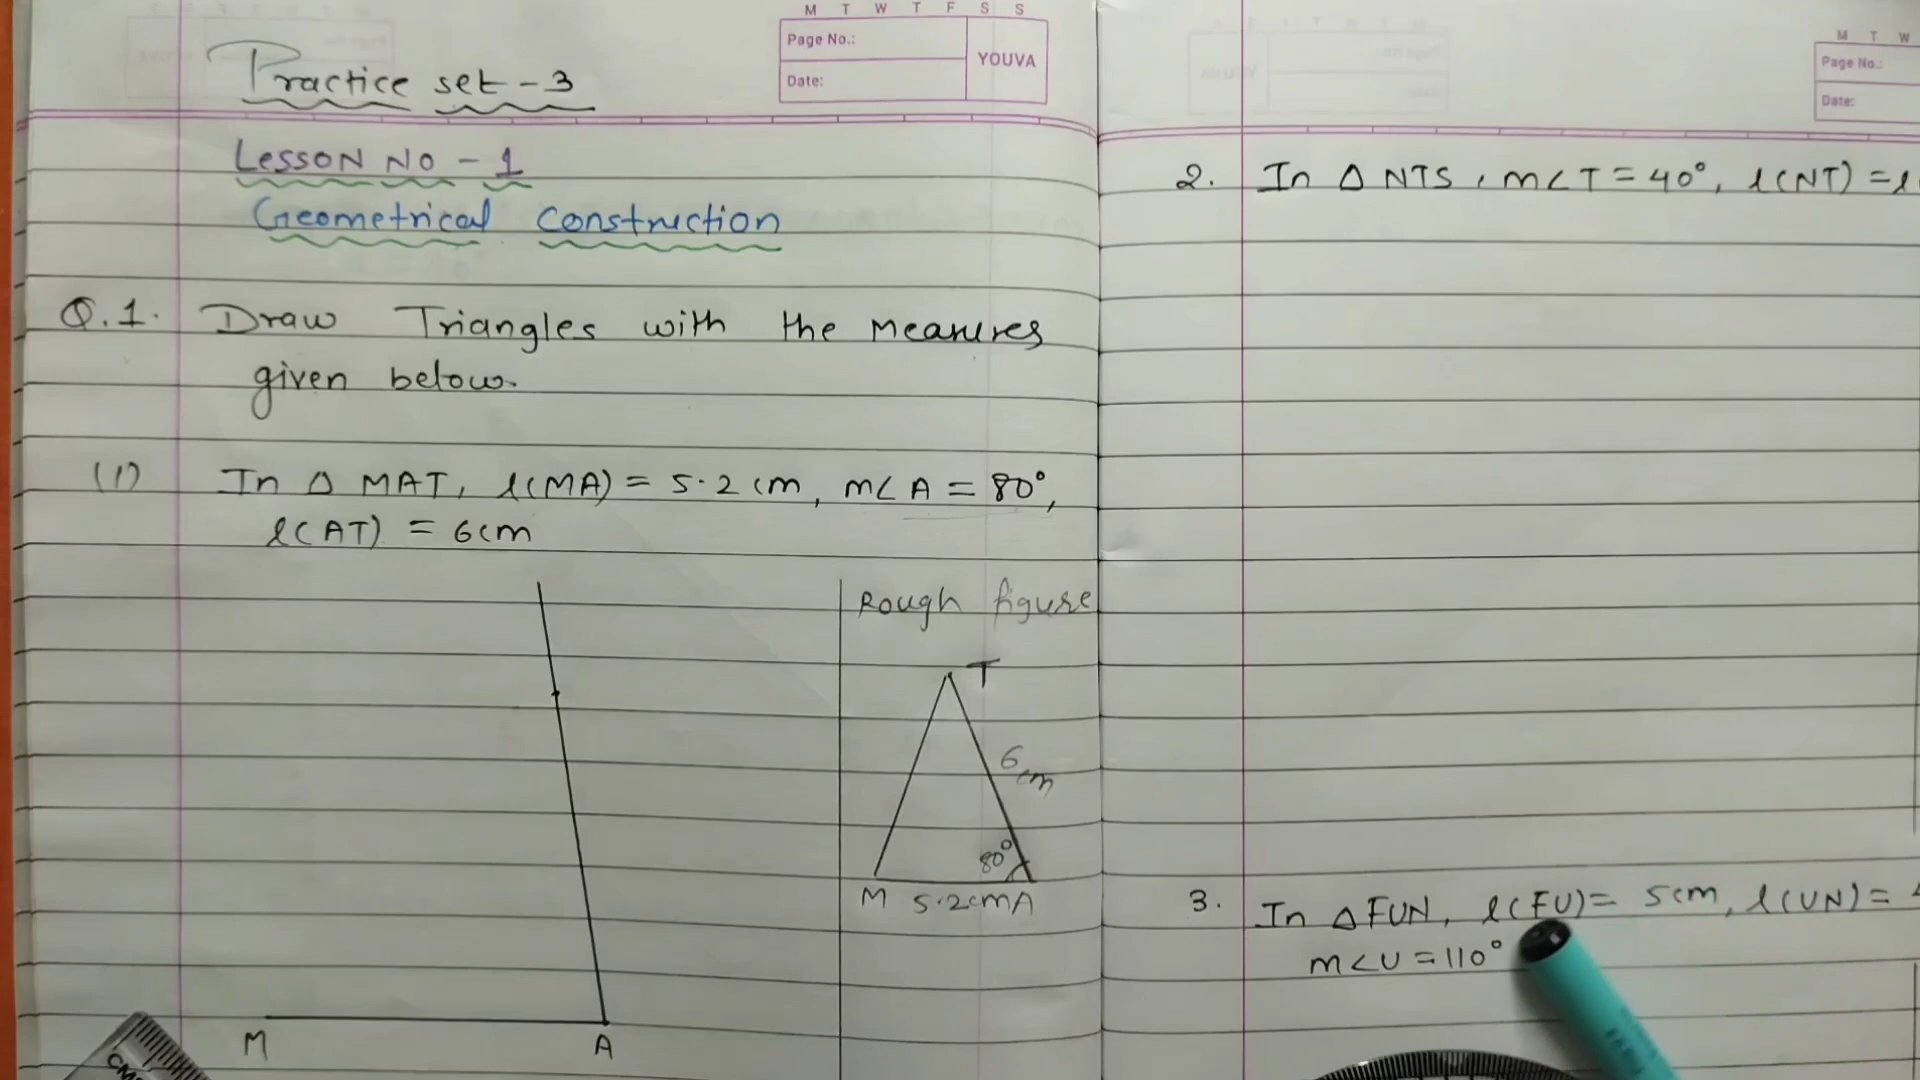 M T W T F S S
Page No.:
Date:
YOUVA
Practice set - 3
Lesson No - 1
Geometrical Construction
Q.1. Draw Triangles with the Measures
given below.
(1) In Δ MAT, l(MA) = 5.2 cm, m∠A = 80°,
l(AT) = 6cm
Rough figure
T
6 cm
80°
M 5.2cm A
M A
CM
M T W
Page No.:
Date:
2. In Δ NTS, m∠T = 40°, l(NT) = l
3. In Δ FUN, l(FU) = 5cm, l(UN) =
m∠U = 110°